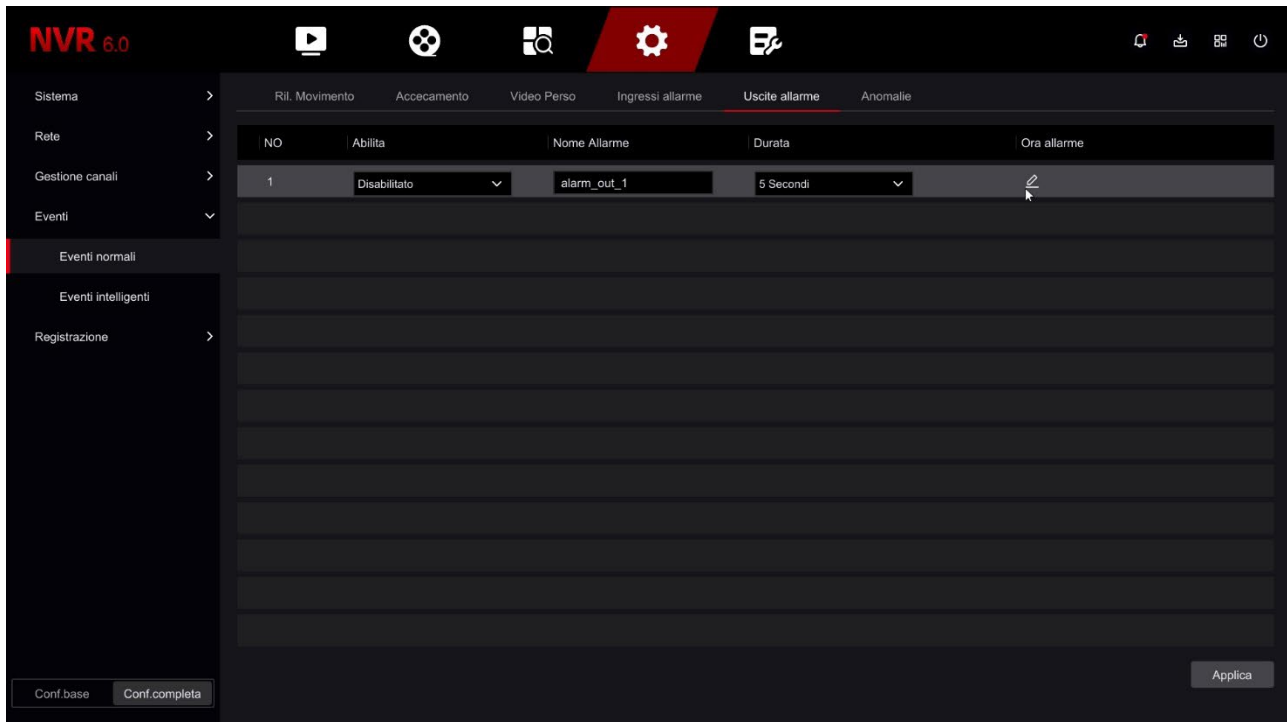 NVR 6.0
Sistema
Rete
Gestione canali
Eventi
Eventi normali
Eventi intelligenti
Registrazione
Conf.base Conf.completa
Ril. Movimento Accecamento Video Perso Ingressi allarme Uscite allarme Anomalie
NO Abilita Nome Allarme Durata Ora allarme
1 Disabilitato alarm_out_1 5 Secondi
Applica